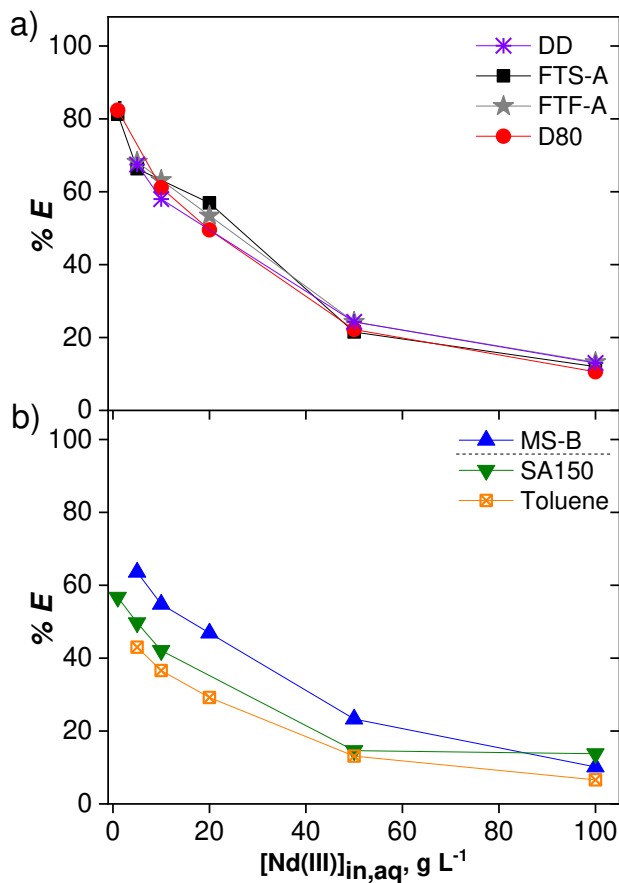 a)
100
80
60
40
20
0
% E
DD
FTS-A
FTF-A
D80
b)
100
80
60
40
20
0
% E
MS-B
SA150
Toluene
0 20 40 60 80 100
[Nd(III)]in,aq, g L-1